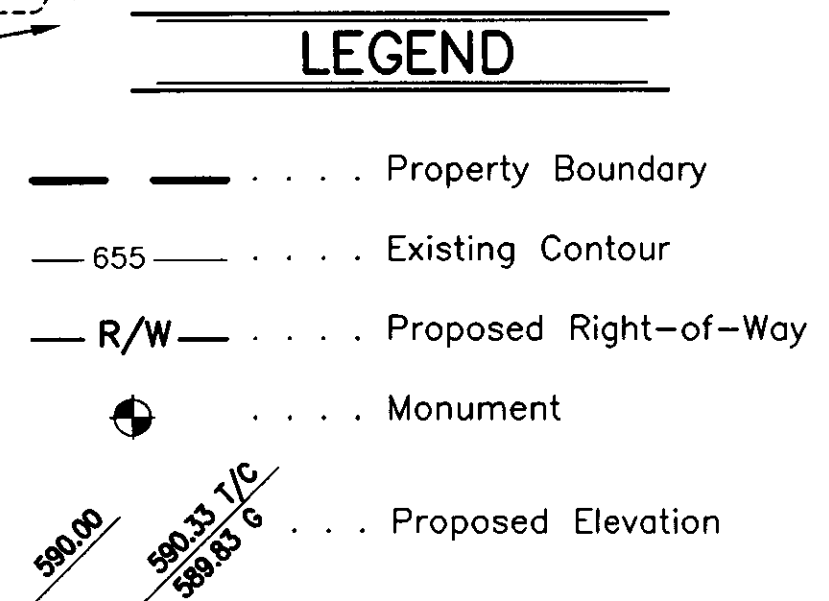 LEGEND
. . . . Property Boundary
655 . . . . Existing Contour
R/W . . . . Proposed Right-of-Way
. . . . Monument
590.00 590.33 T/C . . . Proposed Elevation
589.83 G